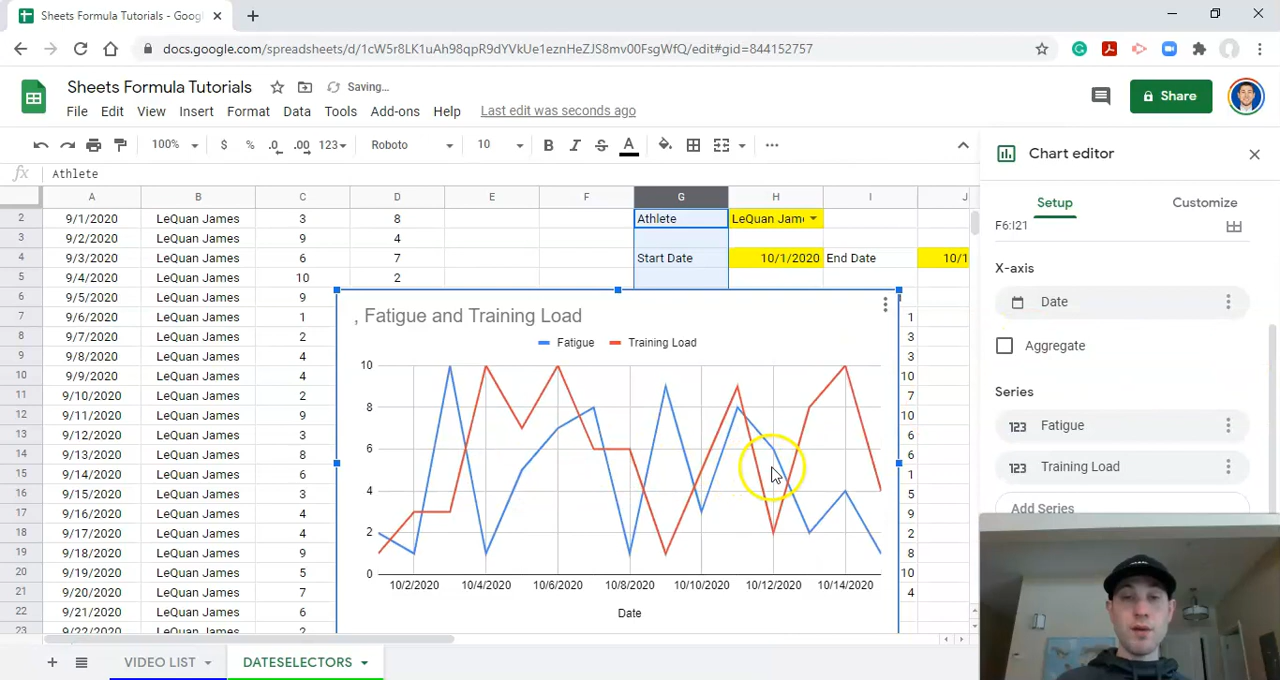 Sheets Formula Tutorials - Goog
docs.google.com/spreadsheets/d/1cW5r8LK1uAh98qpR9dYVkUe1eznHeZJS8mv00FsgWfQ/edit#gid=844152757
Sheets Formula Tutorials Saving...
File Edit View Insert Format Data Tools Add-ons Help Last edit was seconds ago
Share
100% $ % .0 .00 123 Roboto 10 B I S A
fx Athlete
Chart editor
Setup Customize
F6:I21
X-axis
Date
Aggregate
Series
123 Fatigue
123 Training Load
Add Series
A B C D E F G H I J
2 9/1/2020 LeQuan James 3 8 Athlete LeQuan Jame
3 9/2/2020 LeQuan James 9 4
4 9/3/2020 LeQuan James 6 7 Start Date 10/1/2020 End Date 10/1
5 9/4/2020 LeQuan James 10 2
6 9/5/2020 LeQuan James 9
7 9/6/2020 LeQuan James 1 1
8 9/7/2020 LeQuan James 2 3
9 9/8/2020 LeQuan James 4 3
10 9/9/2020 LeQuan James 4 10
11 9/10/2020 LeQuan James 2 7
12 9/11/2020 LeQuan James 9 10
13 9/12/2020 LeQuan James 3 6
14 9/13/2020 LeQuan James 8 6
15 9/14/2020 LeQuan James 6 1
16 9/15/2020 LeQuan James 3 5
17 9/16/2020 LeQuan James 4 9
18 9/17/2020 LeQuan James 4 2
19 9/18/2020 LeQuan James 9 8
20 9/19/2020 LeQuan James 5 10
21 9/20/2020 LeQuan James 7 4
22 9/21/2020 LeQuan James 6
23 9/22/2020 LeQuan James 2
, Fatigue and Training Load
Fatigue Training Load
10
8
6
4
2
0
10/2/2020 10/4/2020 10/6/2020 10/8/2020 10/10/2020 10/12/2020 10/14/2020
Date
VIDEO LIST DATESELECTORS